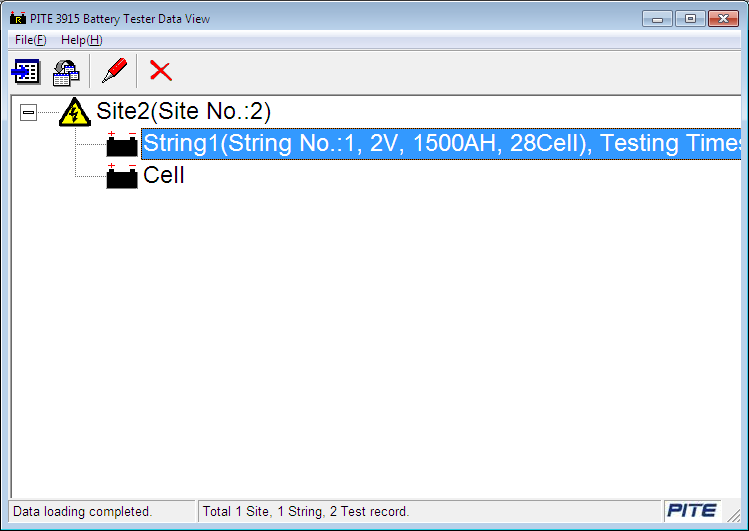 PITE 3915 Battery Tester Data View
File(F) Help(H)
Site2(Site No.:2)
String1(String No.:1, 2V, 1500AH, 28Cell), Testing Times
Cell
Data loading completed. Total 1 Site, 1 String, 2 Test record. PITE